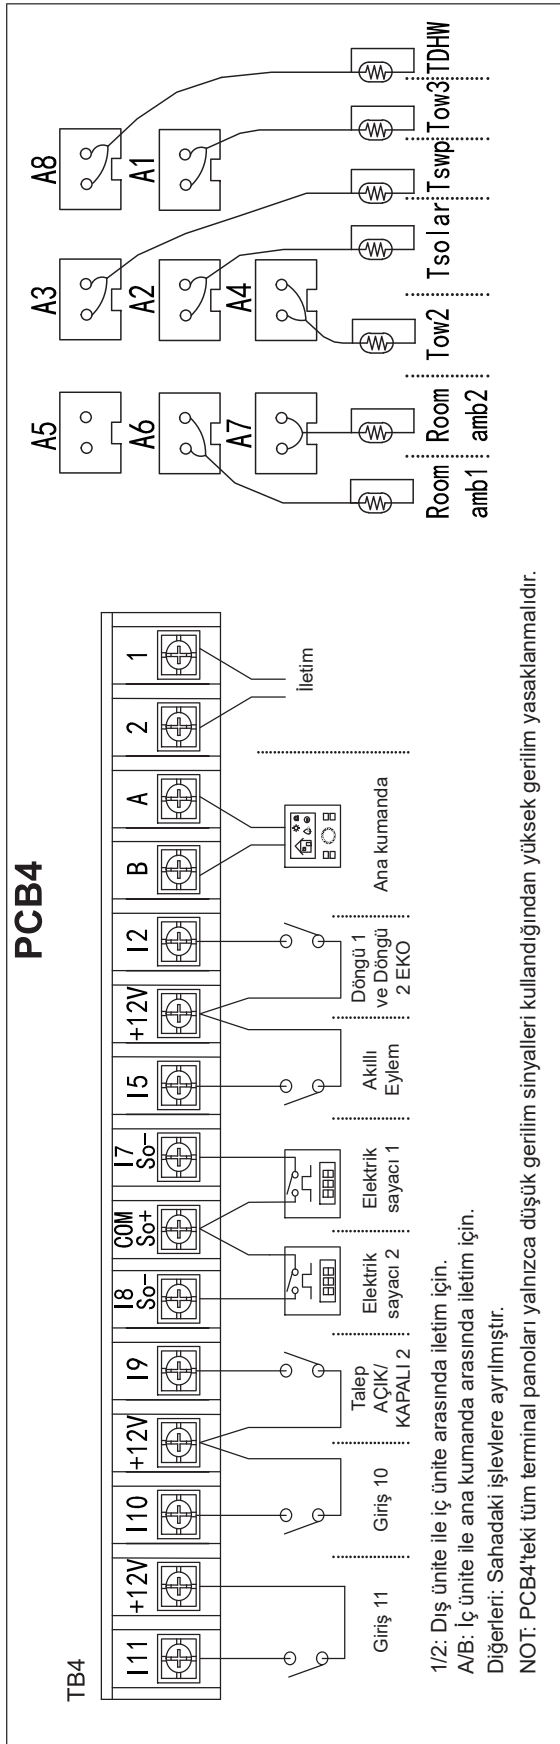 PCB4
TB4
I11
+12V
I10
+12V
I9
I8
So-
COM
So+
I7
So-
I5
+12V
I2
B
A
2
1
Giriş 11
Giriş 10
Talep
AÇIK/
KAPALI 2
Elektrik
sayacı 2
Elektrik
sayacı 1
Akıllı
Eylem
Döngü 1
ve Döngü
2 EKO
Ana kumanda
İletim
A5
A6
A7
A3
A2
A4
A8
A1
Room
amb1
Room
amb2
Tow2
Tsolar
Tswp
Tow3
TDHW
1/2: Dış ünite ile iç ünite arasında iletim için.
A/B: İç ünite ile ana kumanda arasında iletim için.
Diğerleri: Sahadaki işlevlere ayrılmıştır.
NOT: PCB4'teki tüm terminal panoları yalnızca düşük gerilim sinyalleri kullandığından yüksek gerilim yasaklanmalıdır.